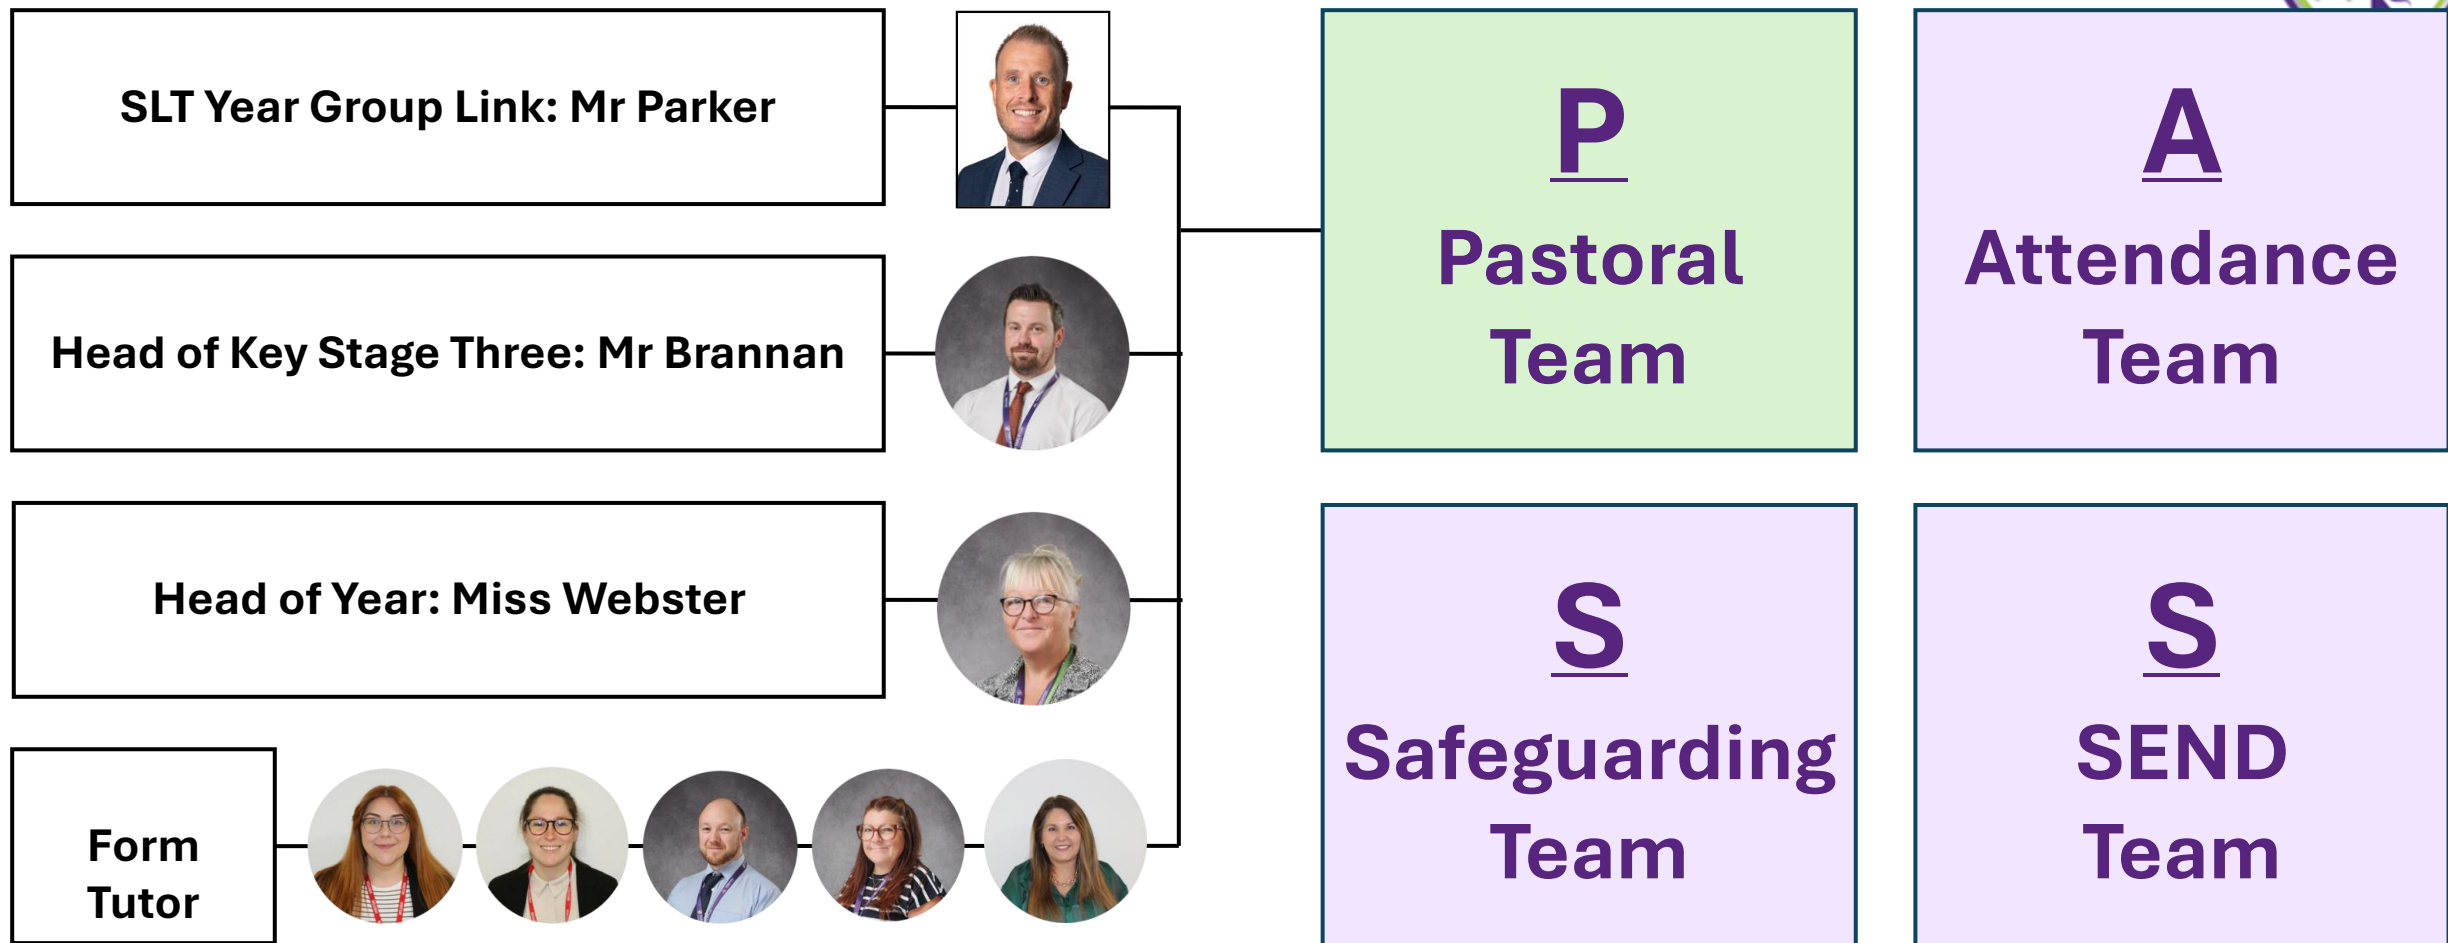 SLT Year Group Link: Mr Parker
Head of Key Stage Three: Mr Brannan
Head of Year: Miss Webster
Form
Tutor
P
Pastoral
Team
A
Attendance
Team
S
Safeguarding
Team
S
SEND
Team